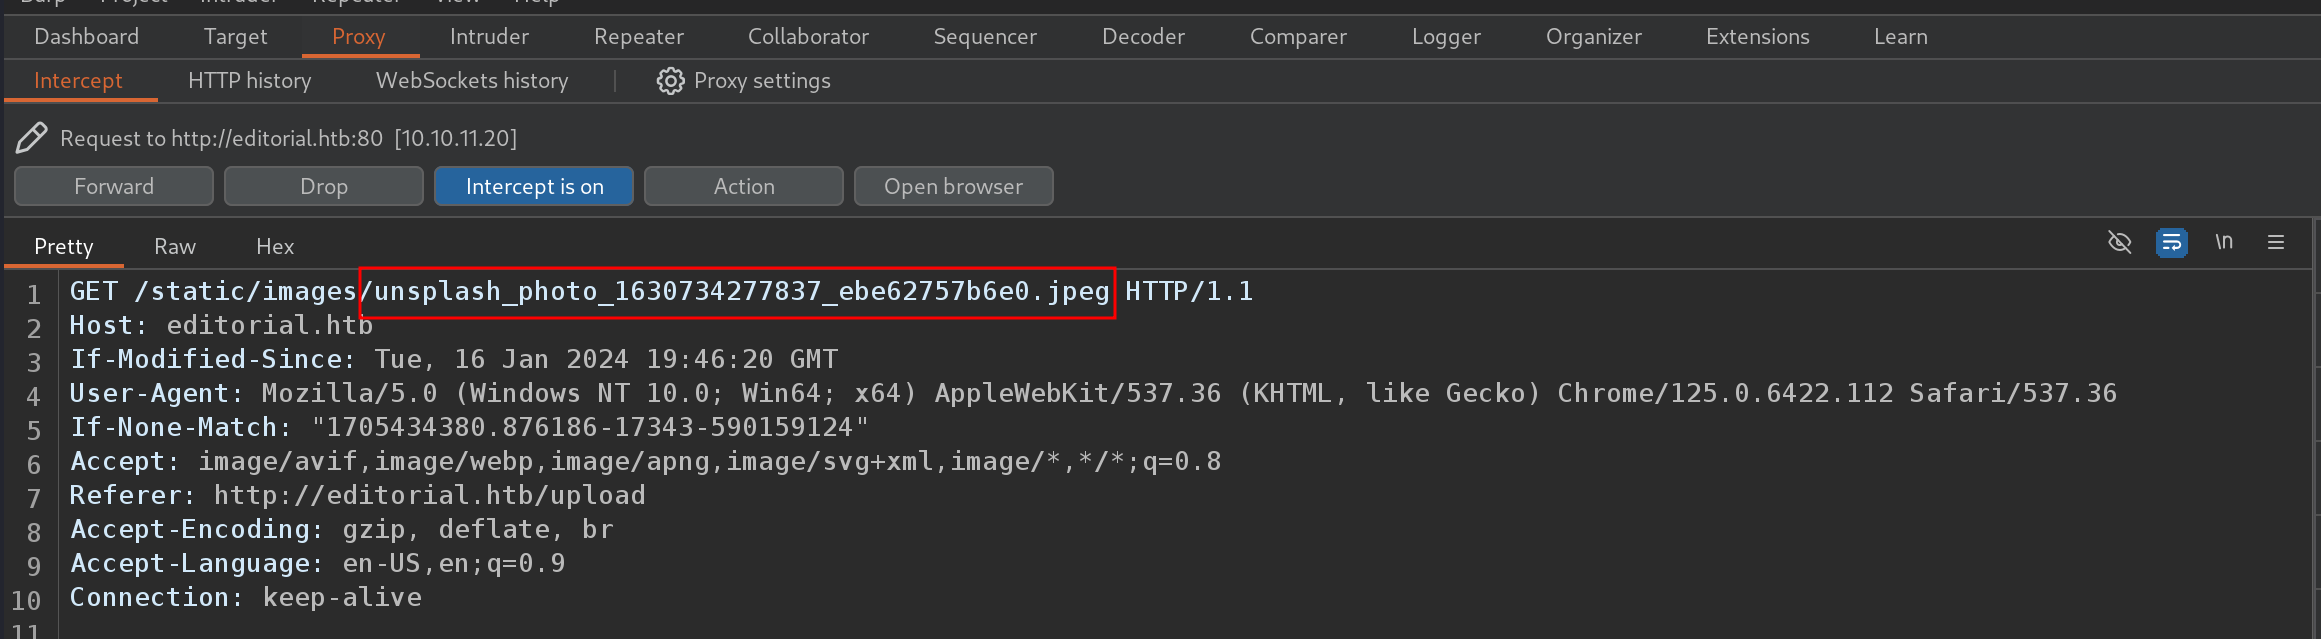 Burp Project Intruder Repeater View Help
Dashboard Target Proxy Intruder Repeater Collaborator Sequencer Decoder Comparer Logger Organizer Extensions Learn
Intercept HTTP history WebSockets history Proxy settings
Request to http://editorial.htb:80 [10.10.11.20]
Forward Drop Intercept is on Action Open browser
Pretty Raw Hex \n
1 GET /static/images/unsplash_photo_1630734277837_ebe62757b6e0.jpeg HTTP/1.1
2 Host: editorial.htb
3 If-Modified-Since: Tue, 16 Jan 2024 19:46:20 GMT
4 User-Agent: Mozilla/5.0 (Windows NT 10.0; Win64; x64) AppleWebKit/537.36 (KHTML, like Gecko) Chrome/125.0.6422.112 Safari/537.36
5 If-None-Match: "1705434380.876186-17343-590159124"
6 Accept: image/avif,image/webp,image/apng,image/svg+xml,image/*,*/*;q=0.8
7 Referer: http://editorial.htb/upload
8 Accept-Encoding: gzip, deflate, br
9 Accept-Language: en-US,en;q=0.9
10 Connection: keep-alive
11